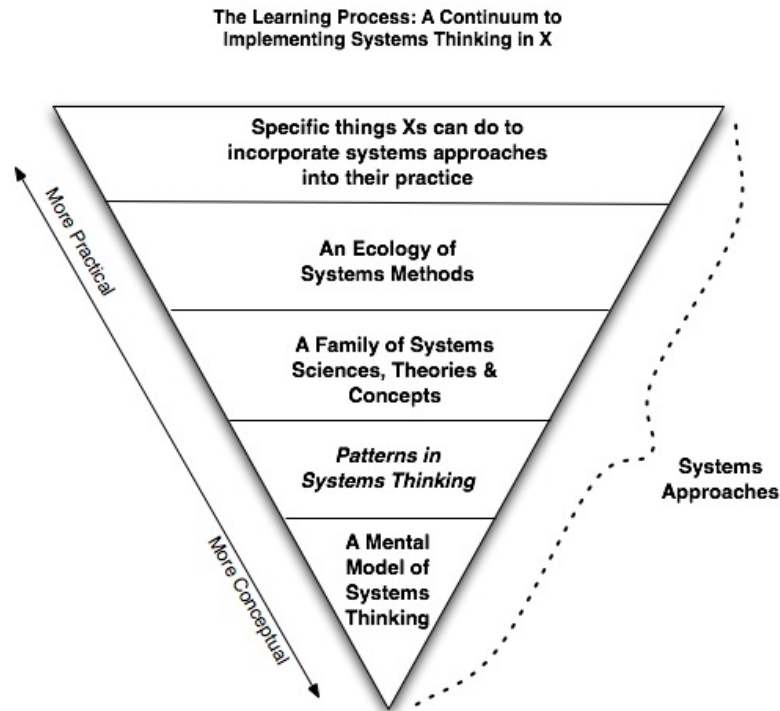 The Learning Process: A Continuum to
Implementing Systems Thinking in X
Specific things Xs can do to
incorporate systems approaches
into their practice
More Practical
An Ecology of
Systems Methods
A Family of Systems
Sciences, Theories &
Concepts
Patterns in
Systems Thinking
Systems
Approaches
A Mental
Model of
Systems
Thinking
More Conceptual